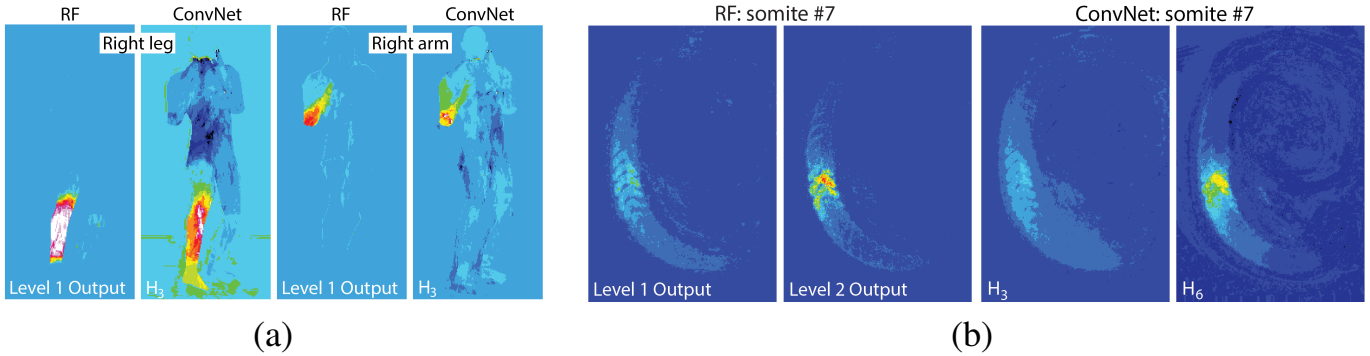 RF ConvNet RF ConvNet
Right leg Right arm
Level 1 Output H3 Level 1 Output H3
(a)
RF: somite #7 ConvNet: somite #7
Level 1 Output Level 2 Output H3 H6
(b)